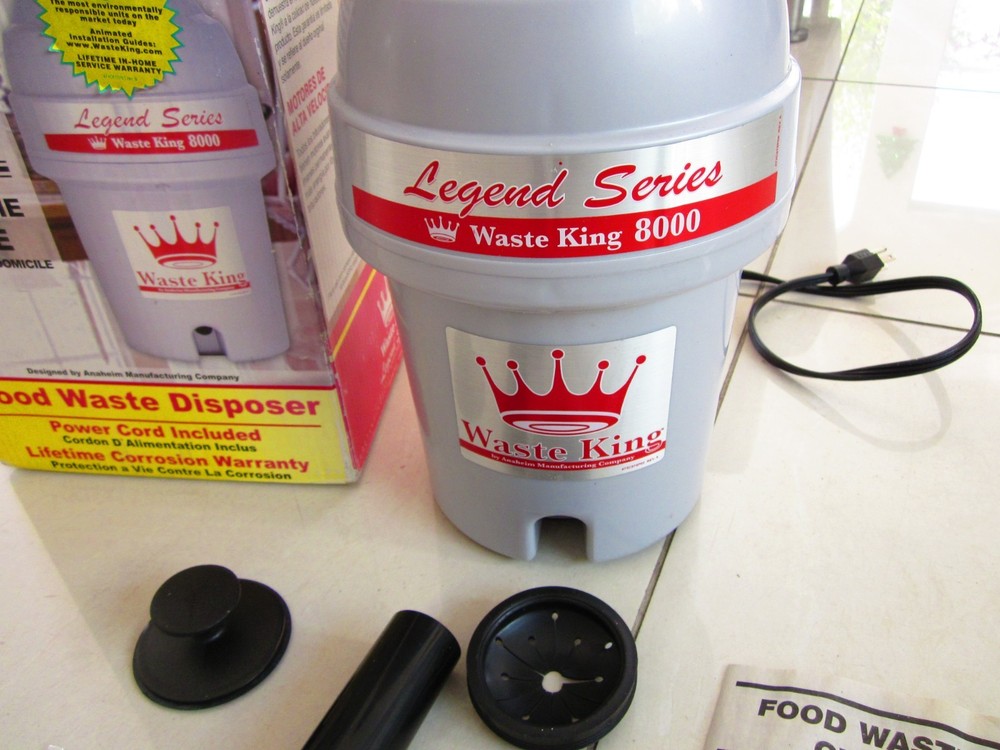 The most environmentally
responsible units on the
market today
Animated
Installation Guides:
www.WasteKing.com
LIFETIME IN-HOME
SERVICE WARRANTY
Legend Series
Waste King 8000
Waste King
DOMICILE
Designed by Anaheim Manufacturing Company
ood Waste Disposer
Power Cord Included
Cordon D'Alimentation Inclus
Lifetime Corrosion Warranty
Protection a Vie Contre La Corrosion
MOTORES DE
ALTA VELOC
Legend Series
Waste King 8000
Waste King
by Anaheim Manufacturing Company
FOOD WAST